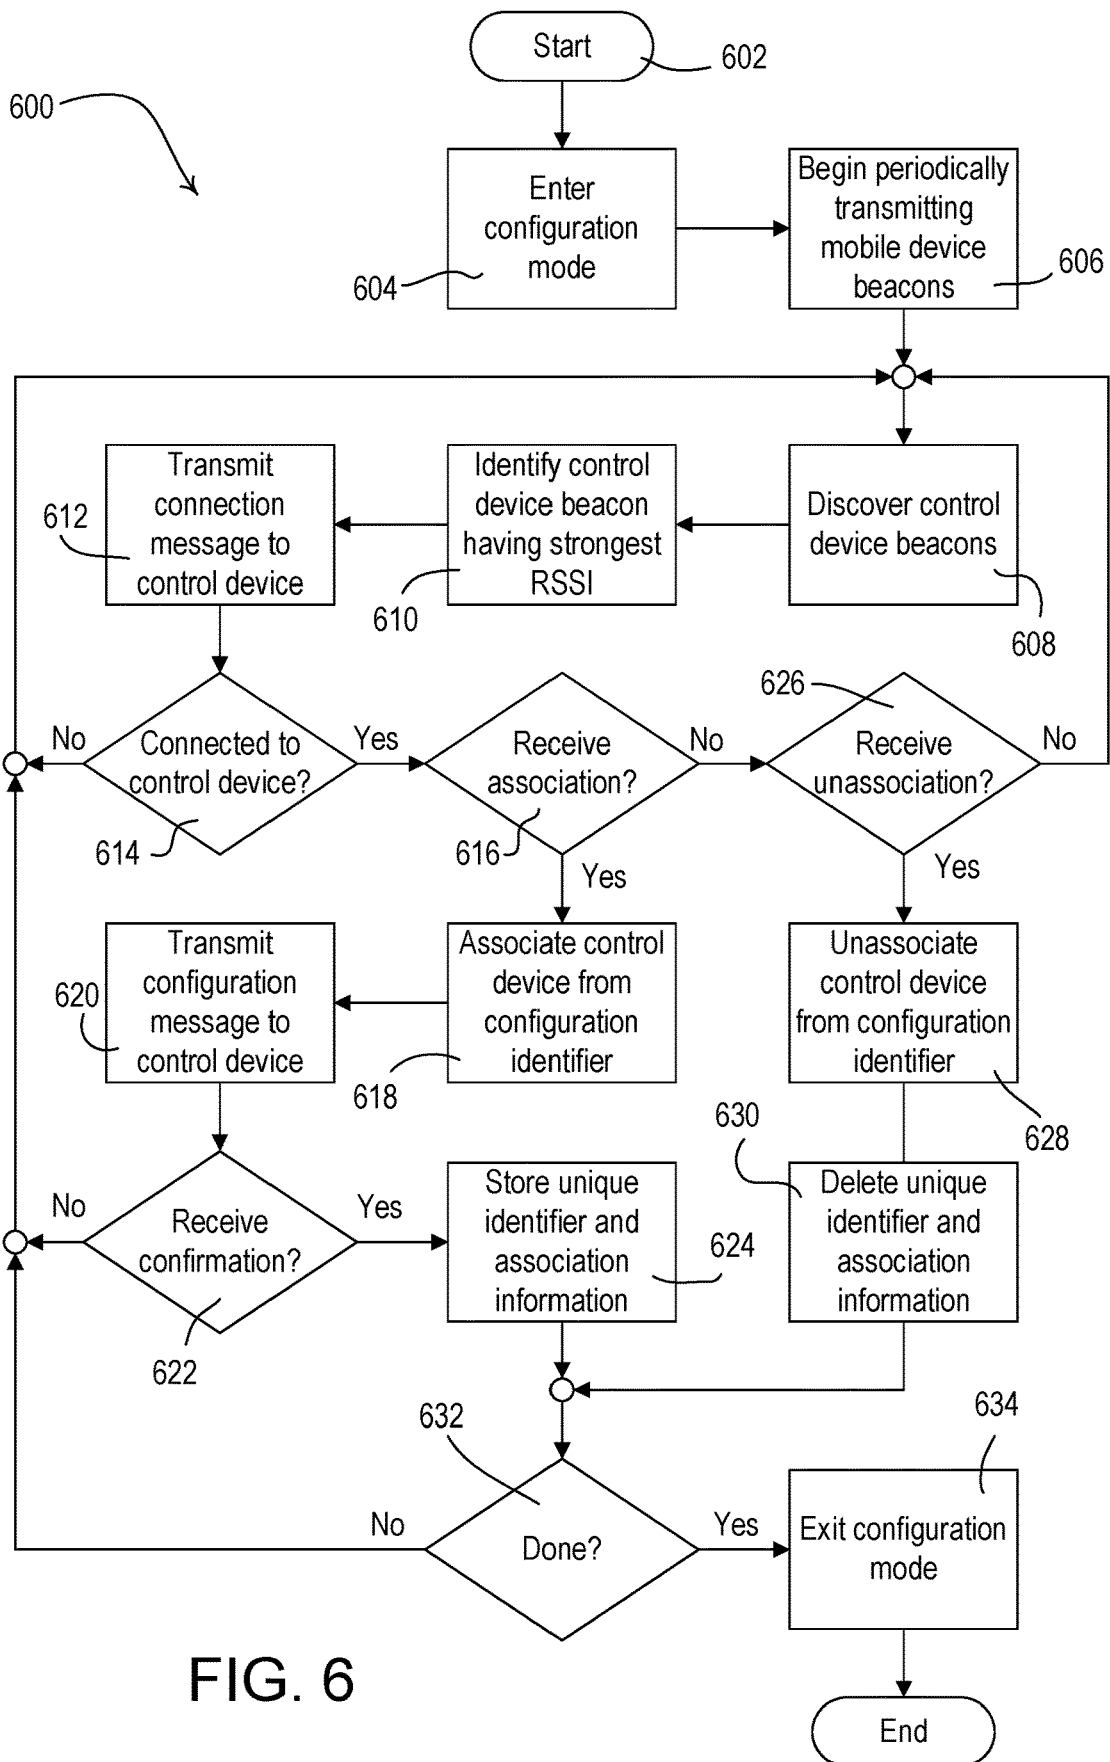 Start
602
600
Enter
configuration
mode
604
Begin periodically
transmitting
mobile device
beacons
606
Transmit
connection
message to
control device
612
Identify control
device beacon
having strongest
RSSI
610
Discover control
device beacons
608
No
Connected to
control device?
614
Yes
Receive
association?
616
No
626
Receive
unassociation?
No
Yes
Yes
Transmit
configuration
message to
control device
620
Associate control
device from
configuration
identifier
618
Unassociate
control device
from configuration
identifier
628
630
No
Receive
confirmation?
622
Yes
Store unique
identifier and
association
information
624
Delete unique
identifier and
association
information
632
634
No
Done?
Yes
Exit configuration
mode
FIG. 6
End